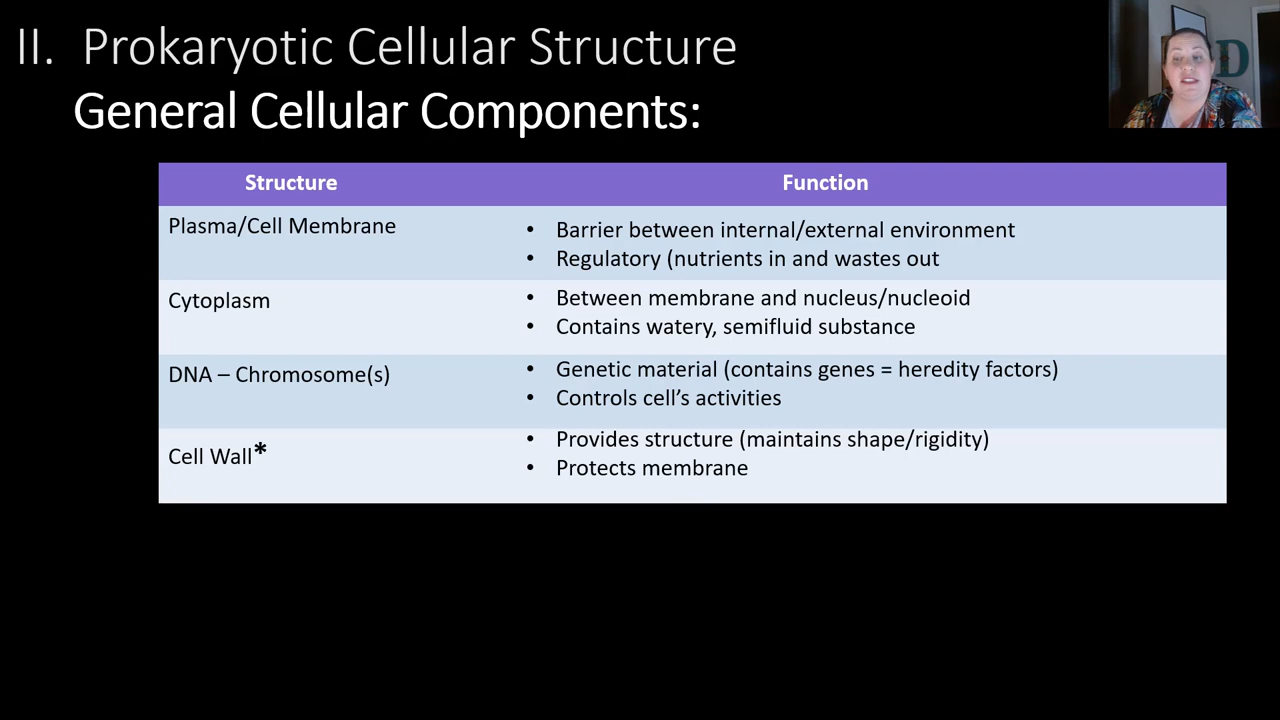 II. Prokaryotic Cellular Structure
General Cellular Components:
Structure Function
Plasma/Cell Membrane
• Barrier between internal/external environment
• Regulatory (nutrients in and wastes out
Cytoplasm
• Between membrane and nucleus/nucleoid
• Contains watery, semifluid substance
DNA – Chromosome(s)
• Genetic material (contains genes = heredity factors)
• Controls cell's activities
Cell Wall*
• Provides structure (maintains shape/rigidity)
• Protects membrane
D